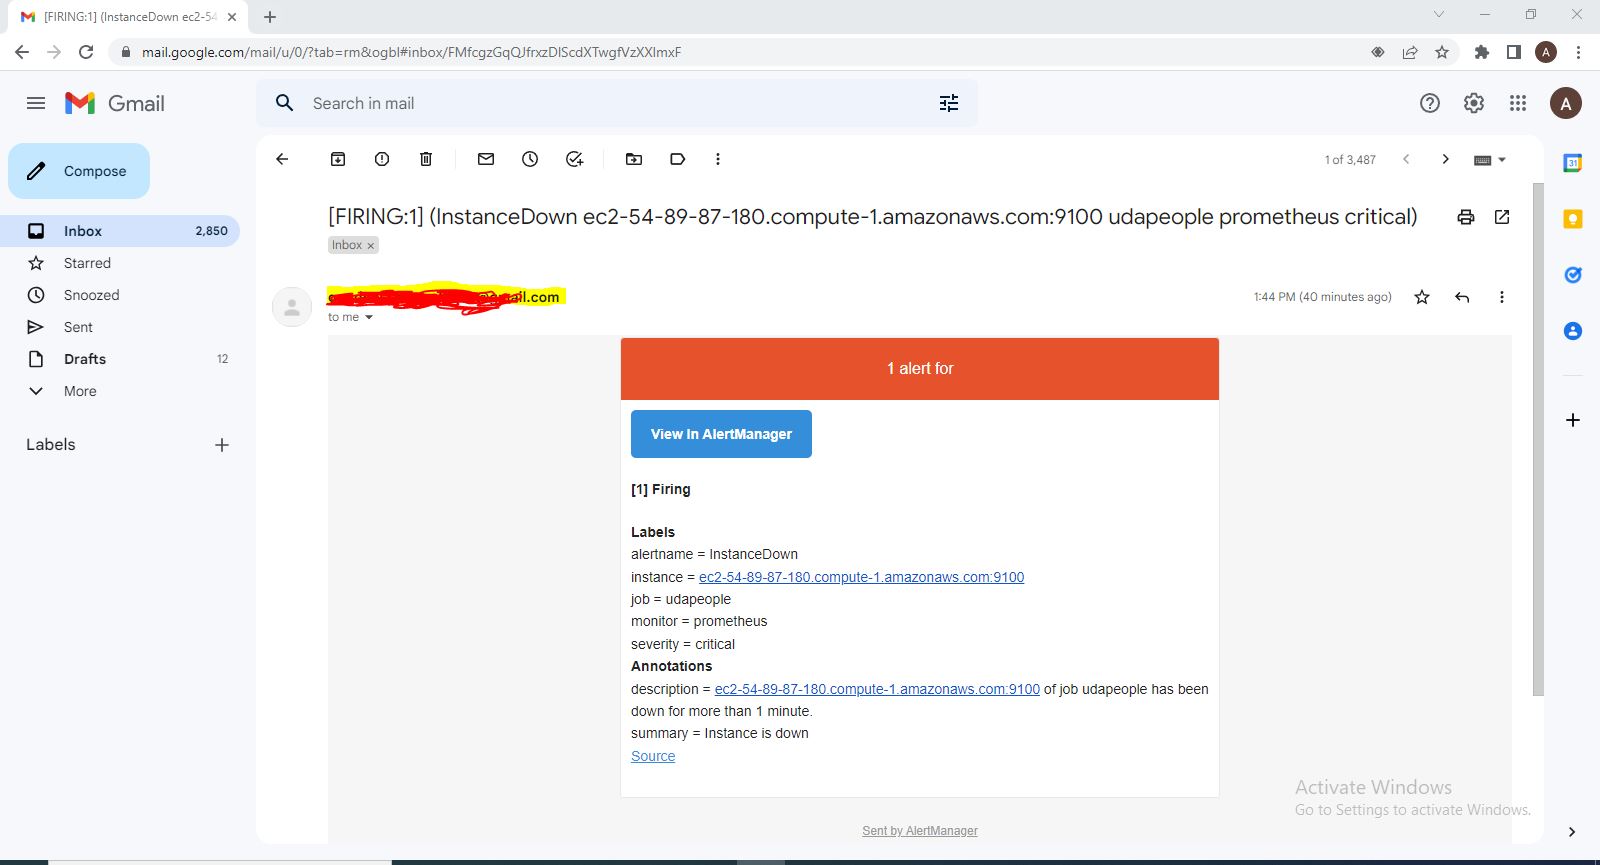 [FIRING:1] (InstanceDown ec2-54
mail.google.com/mail/u/0/?tab=rm&ogbl#inbox/FMfcgzGqQJfrxzDlScdXTwgfVzXXlmxF
A
Gmail
Search in mail
A
Compose
1 of 3,487
31
[FIRING:1] (InstanceDown ec2-54-89-87-180.compute-1.amazonaws.com:9100 udapeople prometheus critical)
Inbox 2,850
Inbox ×
Starred
Snoozed
.com
1:44 PM (40 minutes ago)
to me
Sent
Drafts 12
More
Labels
1 alert for
View In AlertManager
[1] Firing
Labels
alertname = InstanceDown
instance = ec2-54-89-87-180.compute-1.amazonaws.com:9100
job = udapeople
monitor = prometheus
severity = critical
Annotations
description = ec2-54-89-87-180.compute-1.amazonaws.com:9100 of job udapeople has been
down for more than 1 minute.
summary = Instance is down
Source
Sent by AlertManager
Activate Windows
Go to Settings to activate Windows.